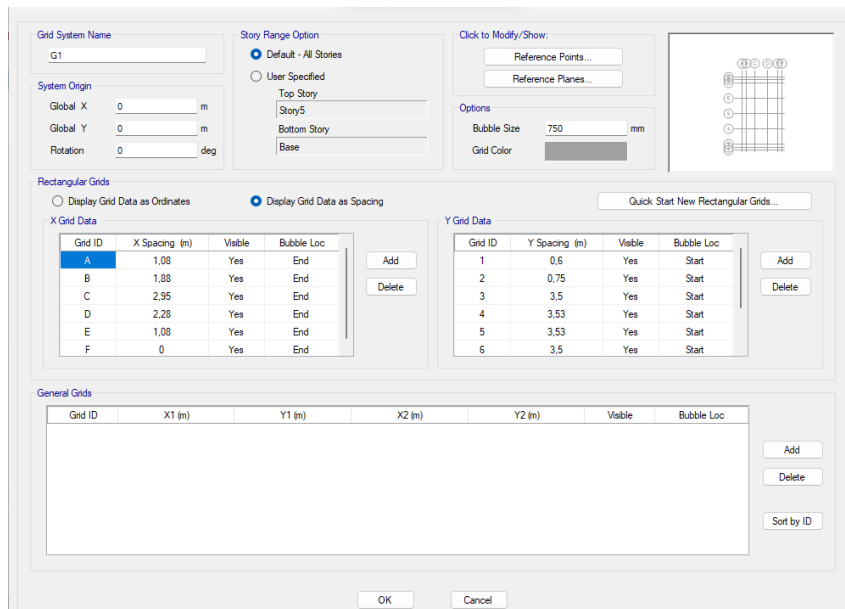 Grid System Name
G1
System Origin
Global X 0 m
Global Y 0 m
Rotation 0 deg
Story Range Option
Default - All Stories
User Specified
Top Story
Story5
Bottom Story
Base
Click to Modify/Show:
Reference Points...
Reference Planes...
Options
Bubble Size 750 mm
Grid Color
Rectangular Grids
Display Grid Data as Ordinates
Display Grid Data as Spacing
Quick Start New Rectangular Grids...
X Grid Data
Grid ID X Spacing (m) Visible Bubble Loc
A 1,08 Yes End
B 1,88 Yes End
C 2,95 Yes End
D 2,28 Yes End
E 1,08 Yes End
F 0 Yes End
Add
Delete
Y Grid Data
Grid ID Y Spacing (m) Visible Bubble Loc
1 0,6 Yes Start
2 0,75 Yes Start
3 3,5 Yes Start
4 3,53 Yes Start
5 3,53 Yes Start
6 3,5 Yes Start
Add
Delete
General Grids
Grid ID X1 (m) Y1 (m) X2 (m) Y2 (m) Visible Bubble Loc
Add
Delete
Sort by ID
OK Cancel